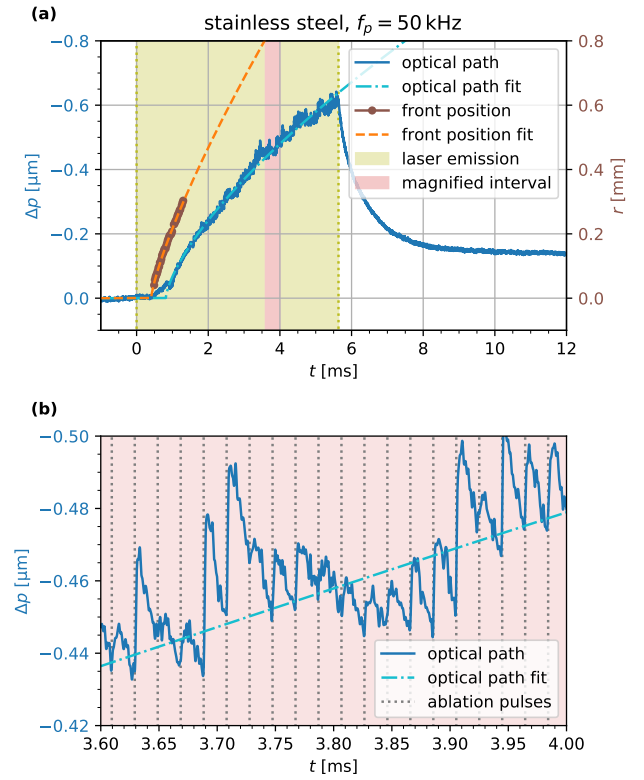 (a)
stainless steel, fₚ = 50 kHz
−0.8
−0.6
−0.4
−0.2
0.0
Δp [µm]
0.8
0.6
0.4
0.2
0.0
r [mm]
optical path
optical path fit
front position
front position fit
laser emission
magnified interval
0 2 4 6 8 10 12
t [ms]
(b)
−0.50
−0.48
−0.46
−0.44
−0.42
Δp [µm]
optical path
optical path fit
ablation pulses
3.60 3.65 3.70 3.75 3.80 3.85 3.90 3.95 4.00
t [ms]